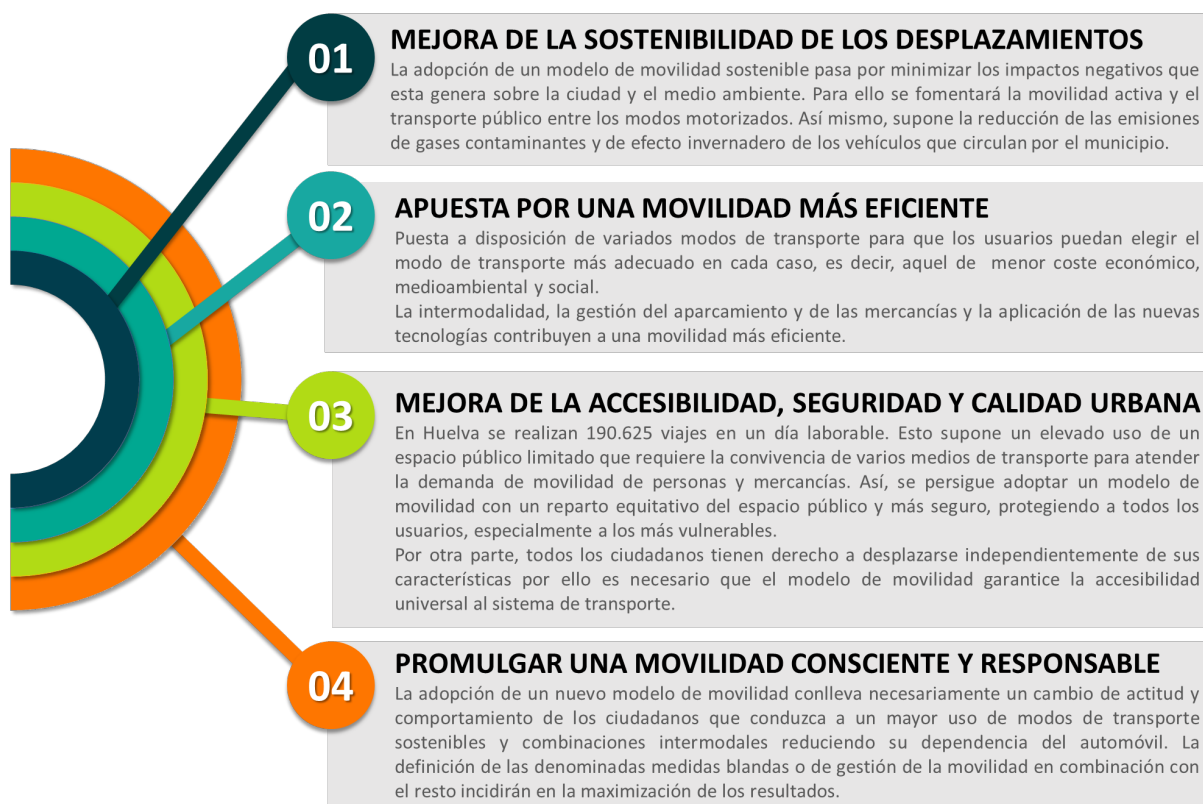 01
MEJORA DE LA SOSTENIBILIDAD DE LOS DESPLAZAMIENTOS
La adopción de un modelo de movilidad sostenible pasa por minimizar los impactos negativos que
esta genera sobre la ciudad y el medio ambiente. Para ello se fomentará la movilidad activa y el
transporte público entre los modos motorizados. Así mismo, supone la reducción de las emisiones
de gases contaminantes y de efecto invernadero de los vehículos que circulan por el municipio.
02
APUESTA POR UNA MOVILIDAD MÁS EFICIENTE
Puesta a disposición de variados modos de transporte para que los usuarios puedan elegir el
modo de transporte más adecuado en cada caso, es decir, aquel de menor coste económico,
medioambiental y social.
La intermodalidad, la gestión del aparcamiento y de las mercancías y la aplicación de las nuevas
tecnologías contribuyen a una movilidad más eficiente.
03
MEJORA DE LA ACCESIBILIDAD, SEGURIDAD Y CALIDAD URBANA
En Huelva se realizan 190.625 viajes en un día laborable. Esto supone un elevado uso de un
espacio público limitado que requiere la convivencia de varios medios de transporte para atender
la demanda de movilidad de personas y mercancías. Así, se persigue adoptar un modelo de
movilidad con un reparto equitativo del espacio público y más seguro, protegiendo a todos los
usuarios, especialmente a los más vulnerables.
Por otra parte, todos los ciudadanos tienen derecho a desplazarse independientemente de sus
características por ello es necesario que el modelo de movilidad garantice la accesibilidad
universal al sistema de transporte.
04
PROMULGAR UNA MOVILIDAD CONSCIENTE Y RESPONSABLE
La adopción de un nuevo modelo de movilidad conlleva necesariamente un cambio de actitud y
comportamiento de los ciudadanos que conduzca a un mayor uso de modos de transporte
sostenibles y combinaciones intermodales reduciendo su dependencia del automóvil. La
definición de las denominadas medidas blandas o de gestión de la movilidad en combinación con
el resto incidirán en la maximización de los resultados.